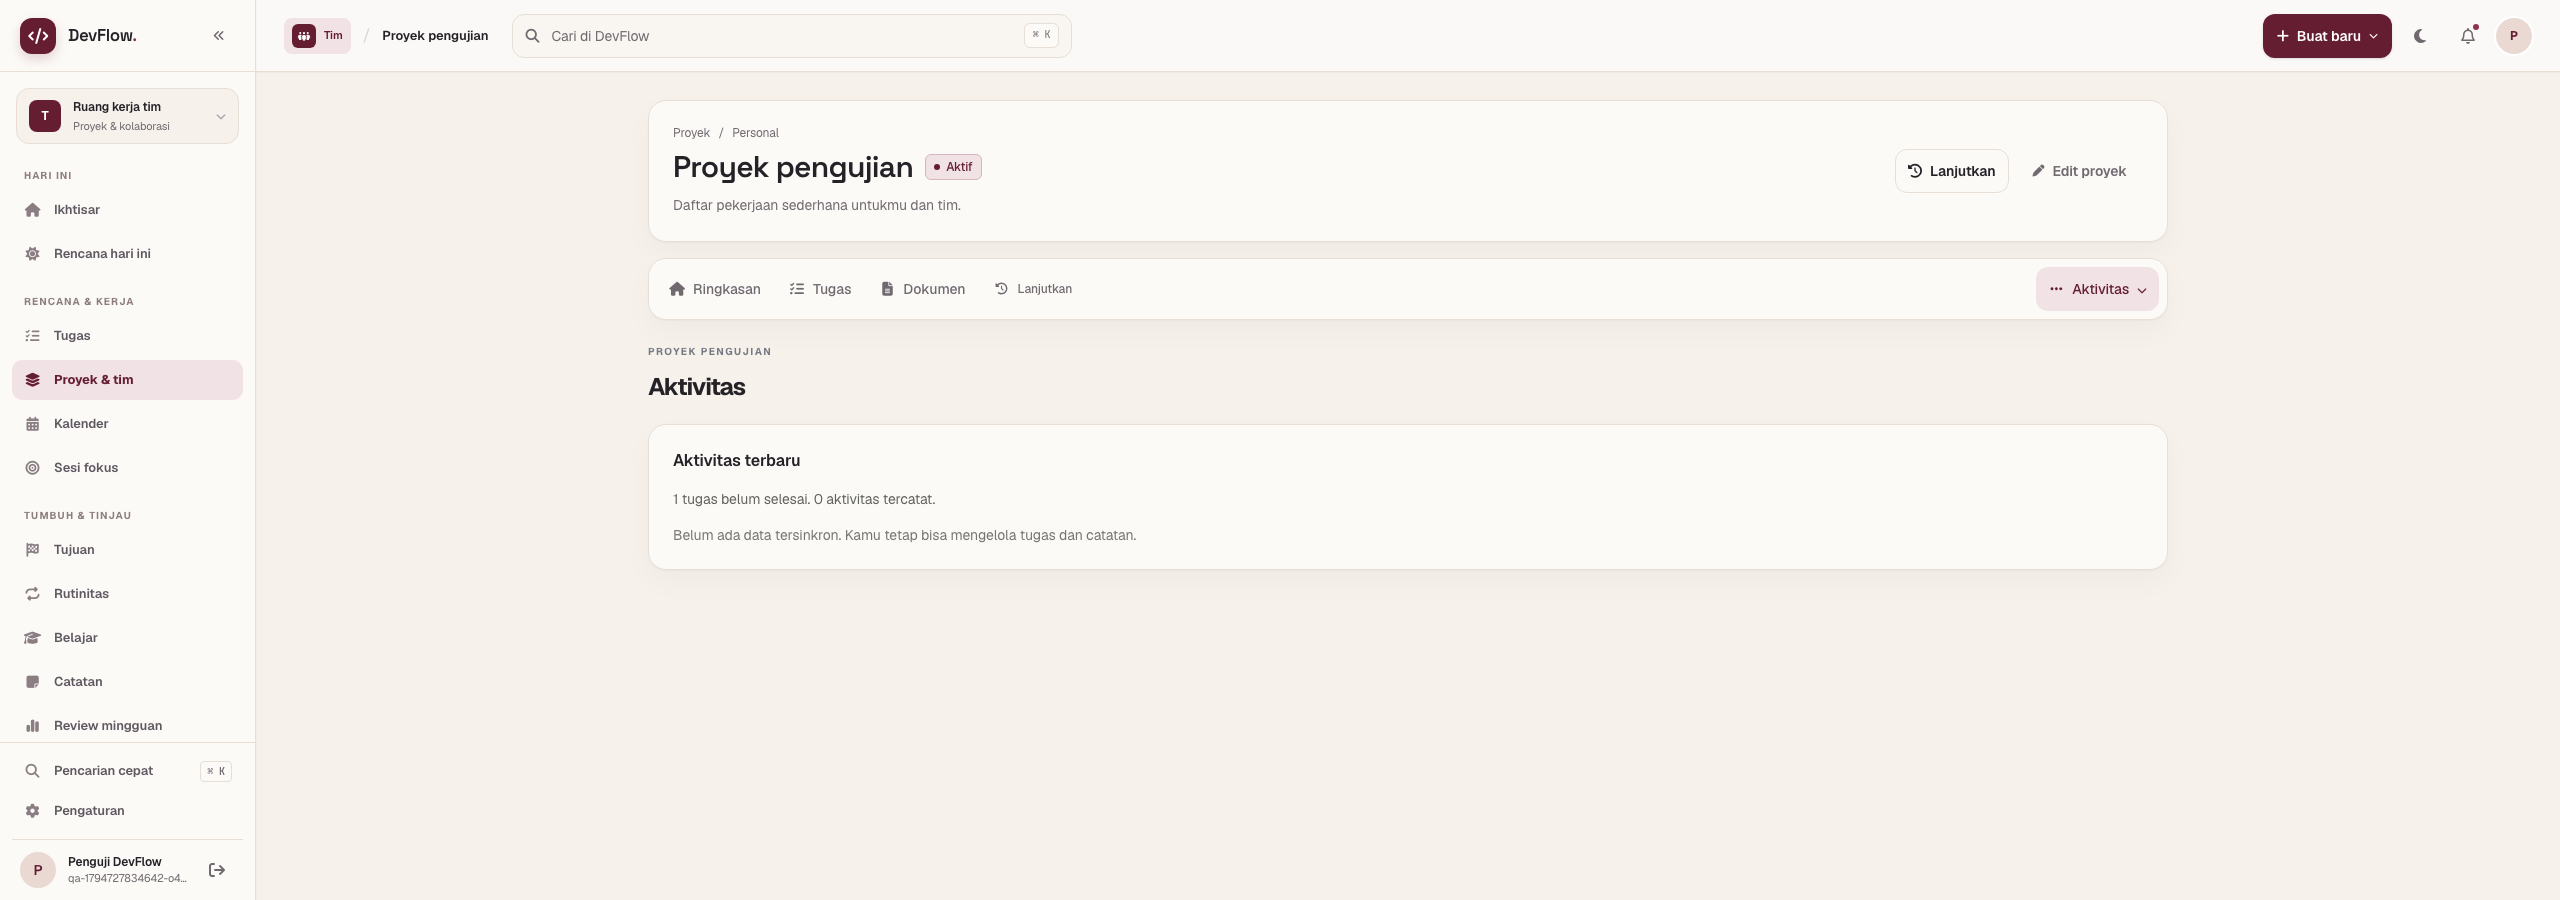 DevFlow.
Tim / Proyek pengujian
Cari di DevFlow
⌘ K
Buat baru
P
T
Ruang kerja tim
Proyek & kolaborasi
HARI INI
Ikhtisar
Rencana hari ini
RENCANA & KERJA
Tugas
Proyek & tim
Kalender
Sesi fokus
TUMBUH & TINJAU
Tujuan
Rutinitas
Belajar
Catatan
Review mingguan
Pencarian cepat
⌘ K
Pengaturan
P
Penguji DevFlow
qa-1794727834642-o4...
Proyek / Personal
Proyek pengujian
Aktif
Daftar pekerjaan sederhana untukmu dan tim.
Lanjutkan
Edit proyek
Ringkasan
Tugas
Dokumen
Lanjutkan
Aktivitas
PROYEK PENGUJIAN
Aktivitas
Aktivitas terbaru
1 tugas belum selesai. 0 aktivitas tercatat.
Belum ada data tersinkron. Kamu tetap bisa mengelola tugas dan catatan.